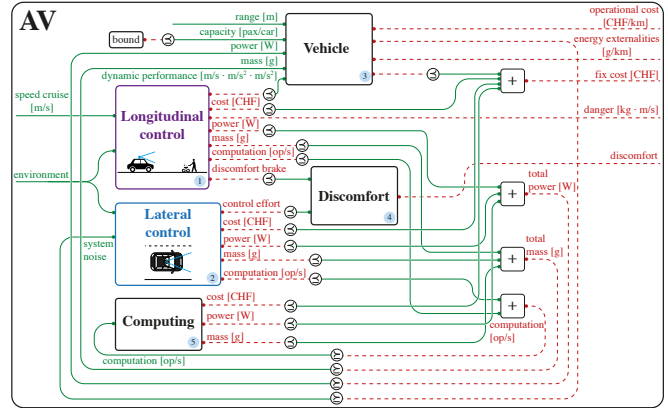 AV
range [m]
capacity [pax/car]
bound
power [W]
mass [g]
dynamic performance [m/s · m/s² · m/s²]
Vehicle
3
operational cost
[CHF/km]
energy externalities
[g/km]
fix cost [CHF]
danger [kg · m/s]
discomfort
speed cruise
[m/s]
environment
Longitudinal
control
1
cost [CHF]
power [W]
mass [g]
computation [op/s]
discomfort brake
Discomfort
4
Lateral
control
2
system
noise
control effort
cost [CHF]
power [W]
mass [g]
computation [op/s]
Computing
5
cost [CHF]
power [W]
mass [g]
computation [op/s]
+
+
total
power [W]
+
total
mass [g]
+
computation
[op/s]